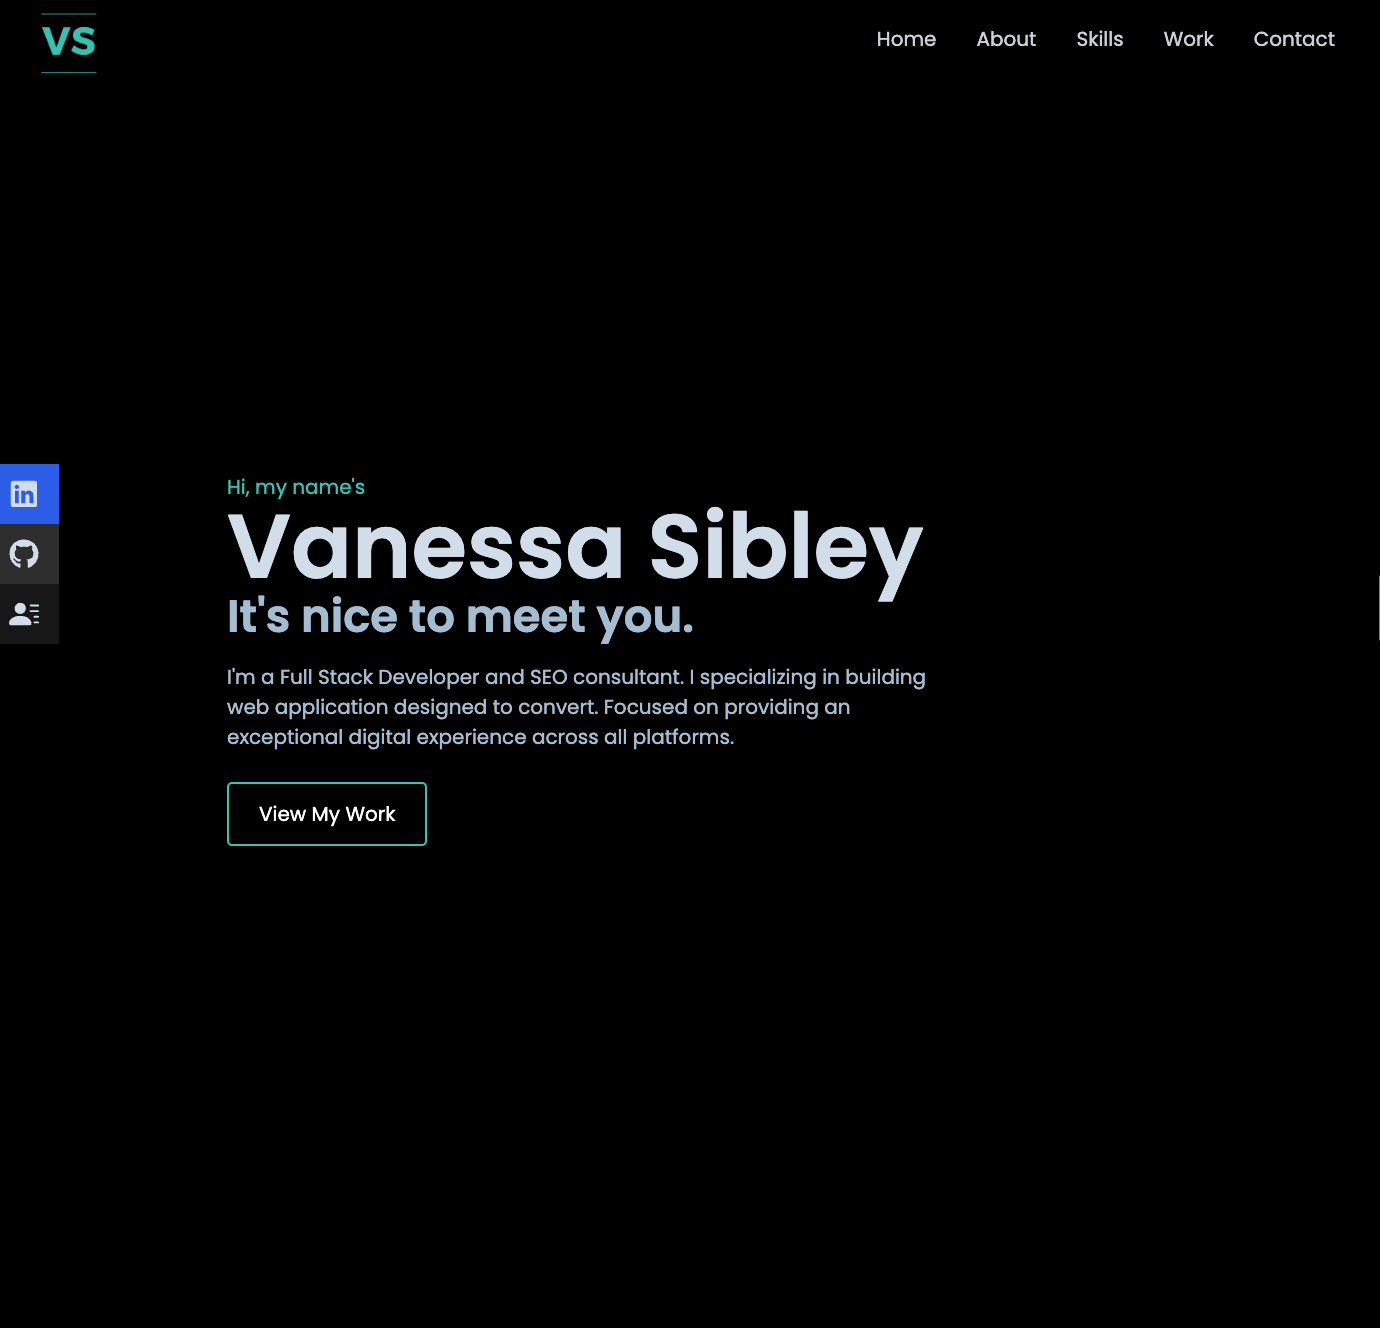 VS
Home About Skills Work Contact
Hi, my name's
Vanessa Sibley
It's nice to meet you.
I'm a Full Stack Developer and SEO consultant. I specializing in building
web application designed to convert. Focused on providing an
exceptional digital experience across all platforms.
View My Work